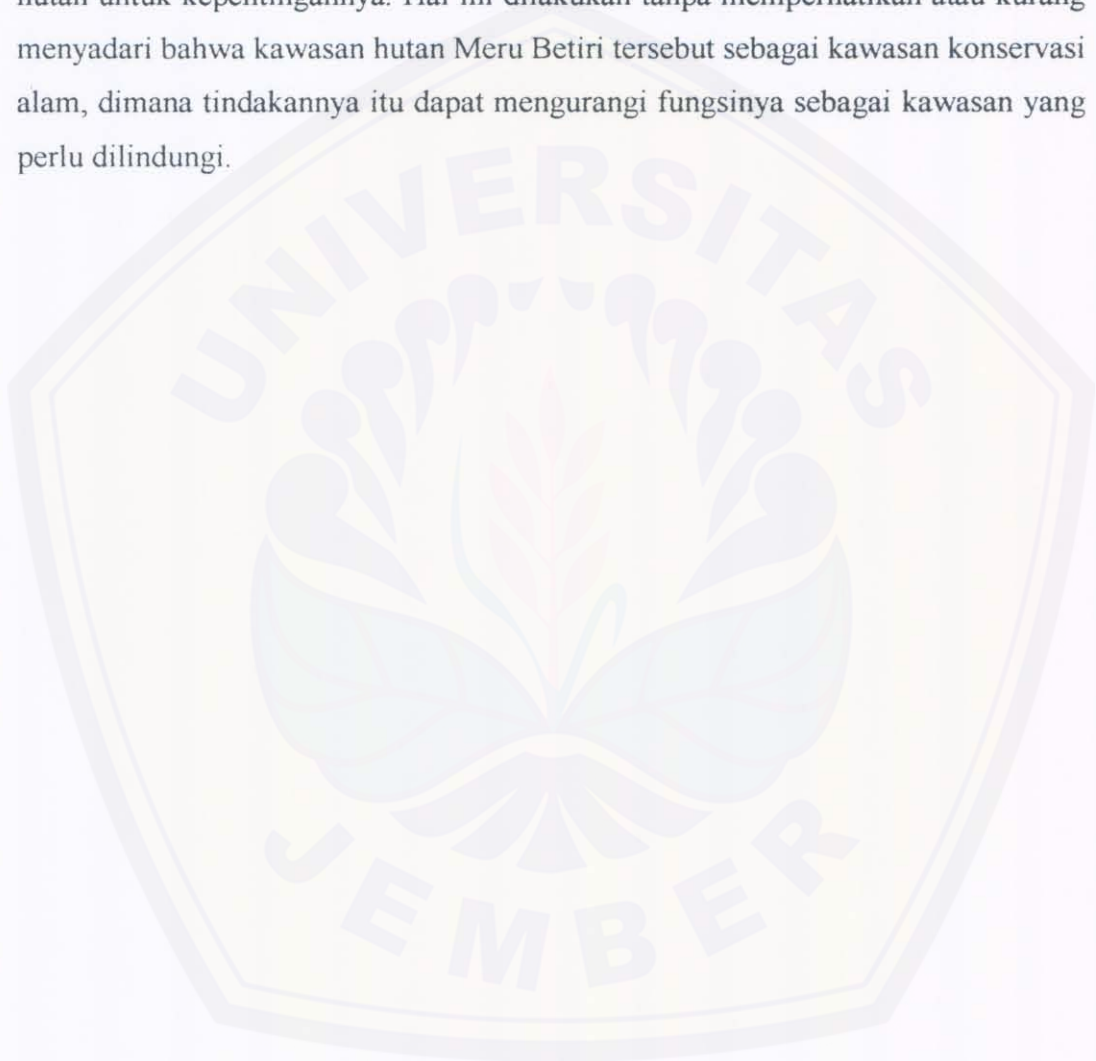 hutan untuk kepentingannya. Hal ini dilakukan tanpa memperhatikan atau kurang
menyadari bahwa kawasan hutan Meru Betiri tersebut sebagai kawasan konservasi
alam, dimana tindakannya itu dapat mengurangi fungsinya sebagai kawasan yang
perlu dilindungi.
UNIVERSITAS
JEMBER